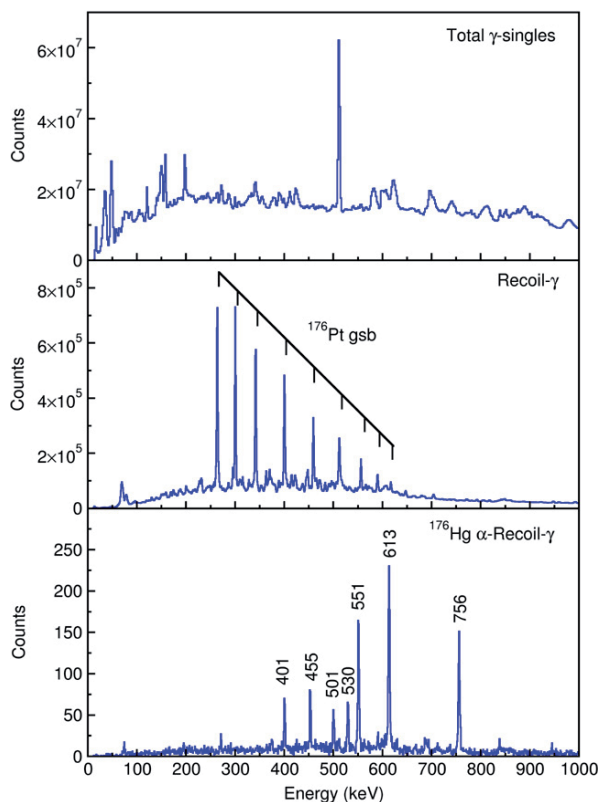 Total γ-singles
6×10⁷
4×10⁷
2×10⁷
0
Counts
Recoil-γ
¹⁷⁶Pt gsb
8×10⁵
6×10⁵
4×10⁵
2×10⁵
0
Counts
¹⁷⁶Hg α-Recoil-γ
250
200
150
100
50
0
Counts
401
455
501
530
551
613
756
0 100 200 300 400 500 600 700 800 900 1000
Energy (keV)